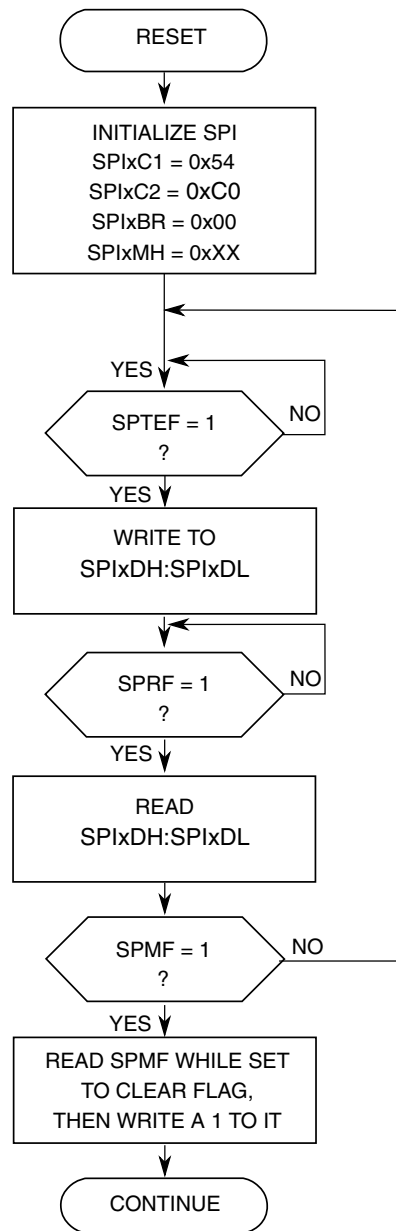 RESET
INITIALIZE SPI
SPIxC1 = 0x54
SPIxC2 = 0xC0
SPIxBR = 0x00
SPIxMH = 0xXX
YES
SPTEF = 1
?
NO
YES
WRITE TO
SPIxDH:SPIxDL
SPRF = 1
?
NO
YES
READ
SPIxDH:SPIxDL
SPMF = 1
?
NO
YES
READ SPMF WHILE SET
TO CLEAR FLAG,
THEN WRITE A 1 TO IT
CONTINUE